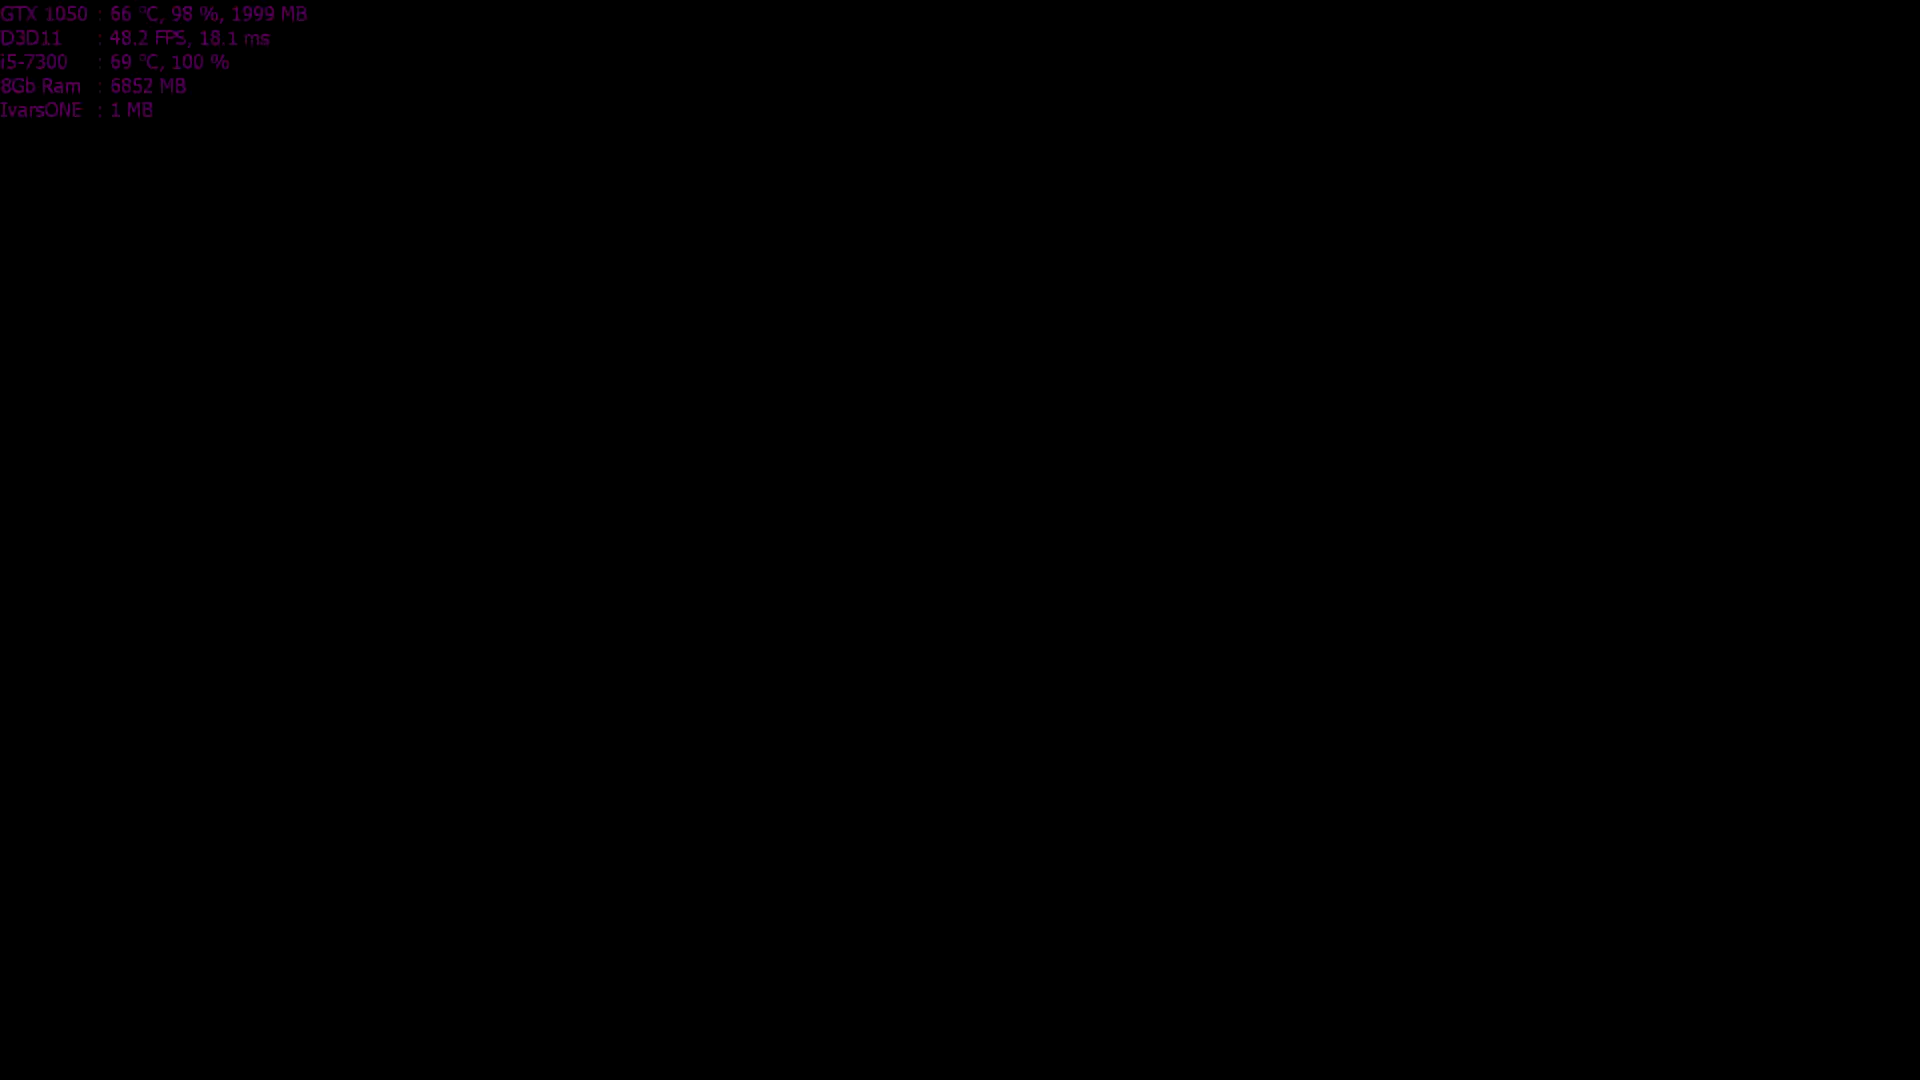 GTX 1050 : 66 °C, 98 %, 1999 MB
D3D11 : 48.2 FPS, 18.1 ms
i5-7300 : 69 °C, 100 %
8Gb Ram : 6852 MB
IvarsONE : 1 MB